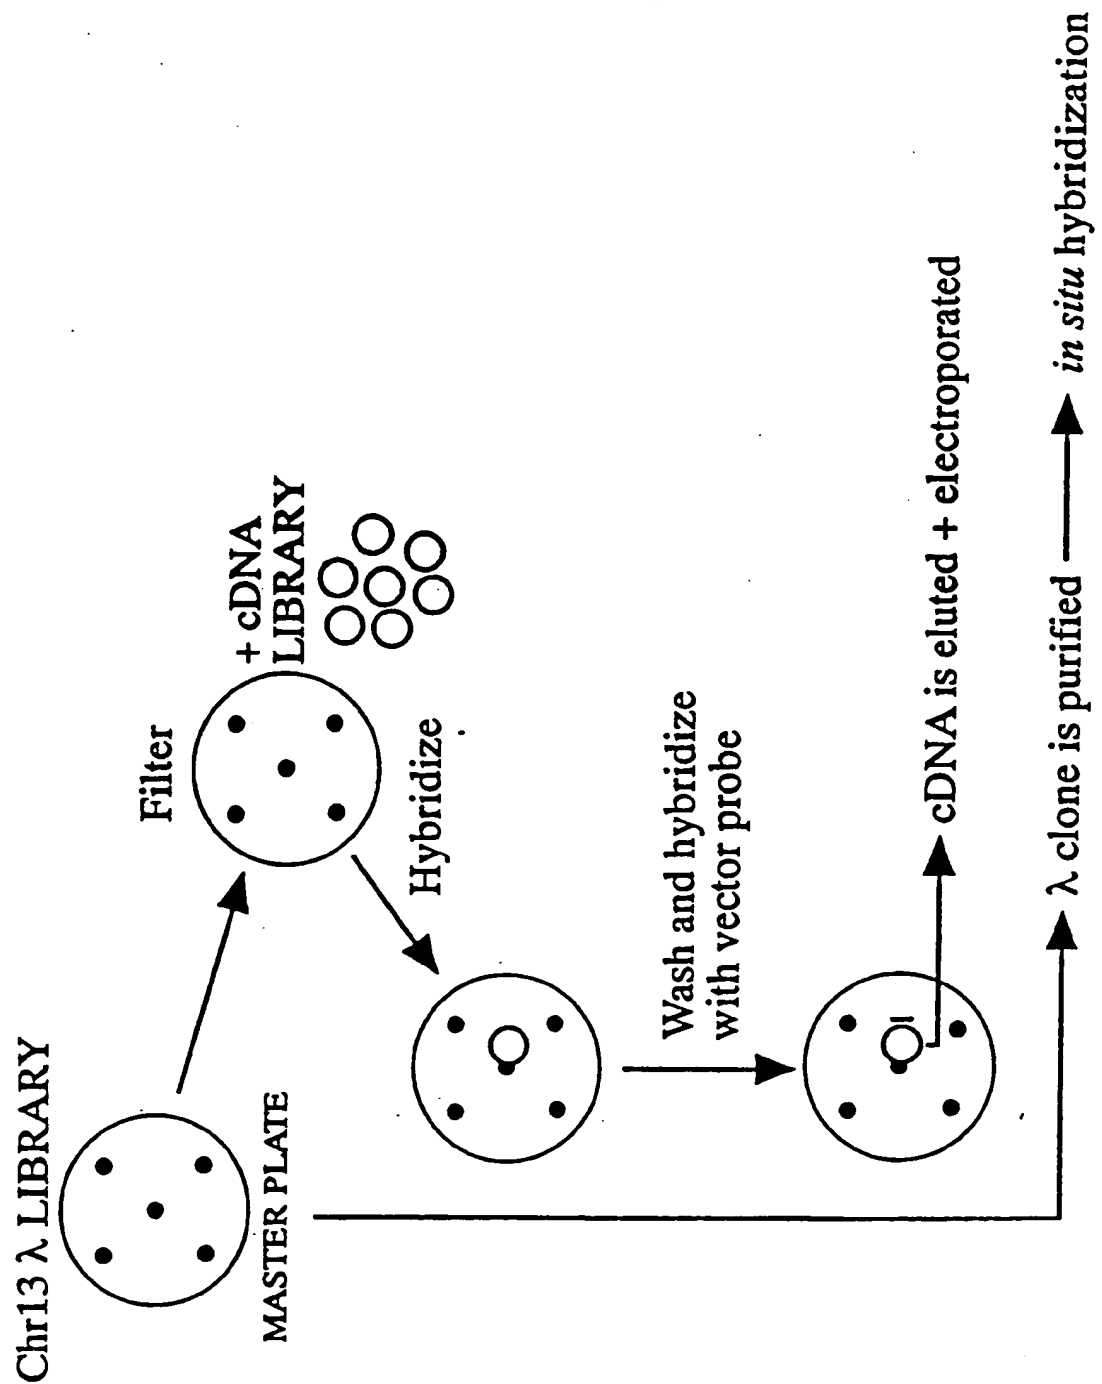 Chr13 λ LIBRARY
MASTER PLATE
Filter
+ cDNA
LIBRARY
Hybridize
Wash and hybridize
with vector probe
cDNA is eluted + electroporated
λ clone is purified
in situ hybridization